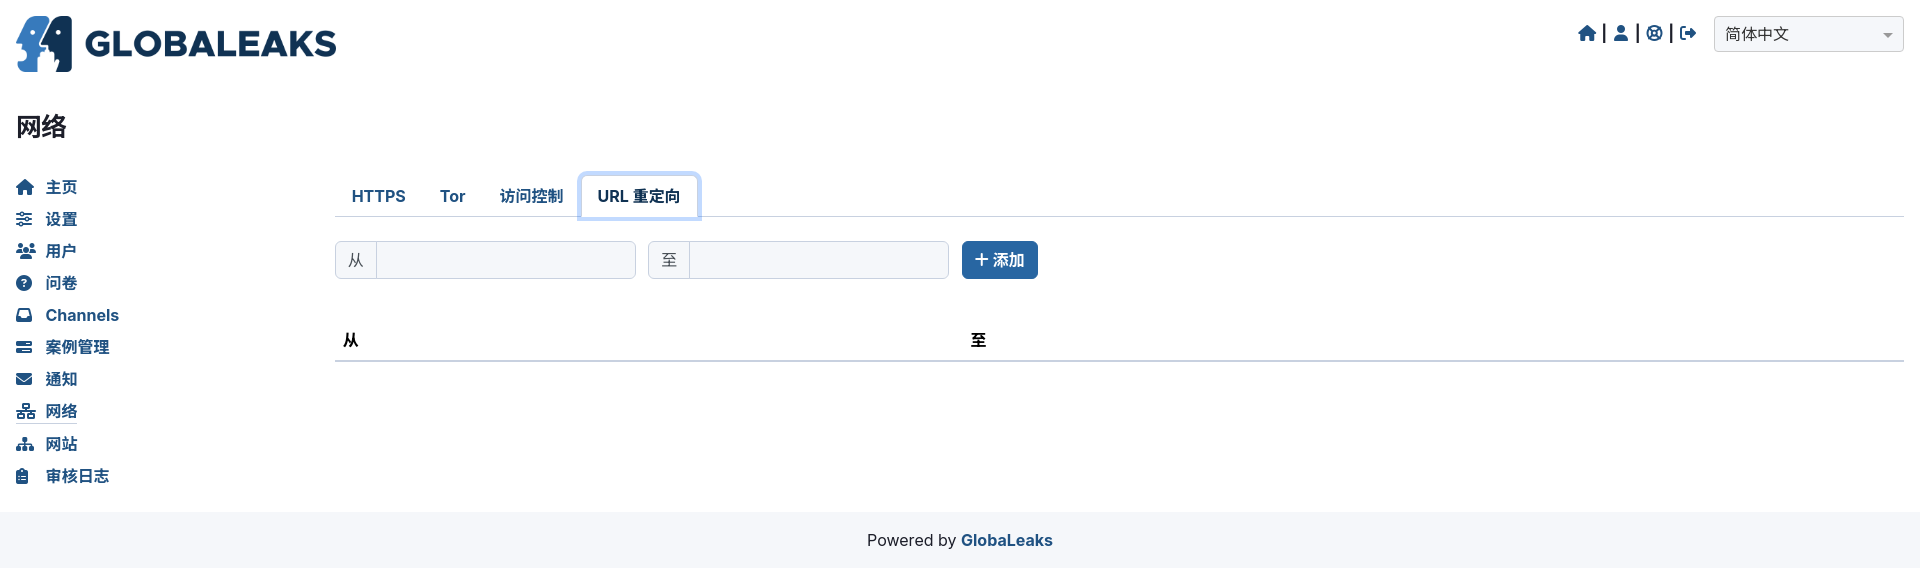 GLOBALEAKS
简体中文
网络
主页
设置
用户
问卷
Channels
案例管理
通知
网络
网站
审核日志
HTTPS Tor 访问控制 URL 重定向
从 至 添加
从 至
Powered by GlobaLeaks